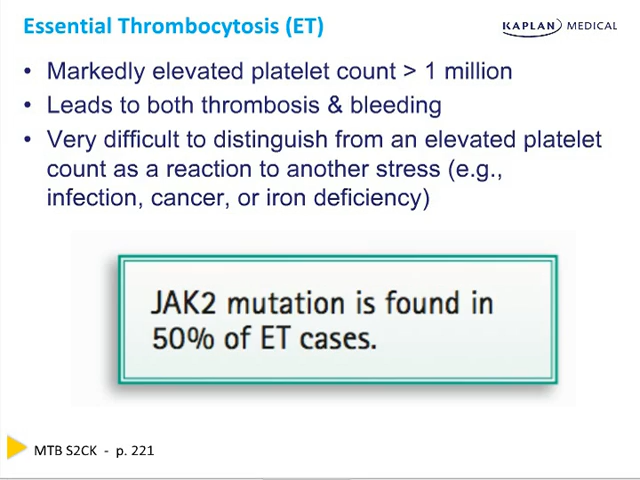 Essential Thrombocytosis (ET)
KAPLAN MEDICAL
• Markedly elevated platelet count > 1 million
• Leads to both thrombosis & bleeding
• Very difficult to distinguish from an elevated platelet
count as a reaction to another stress (e.g.,
infection, cancer, or iron deficiency)
JAK2 mutation is found in
50% of ET cases.
MTB S2CK - p. 221